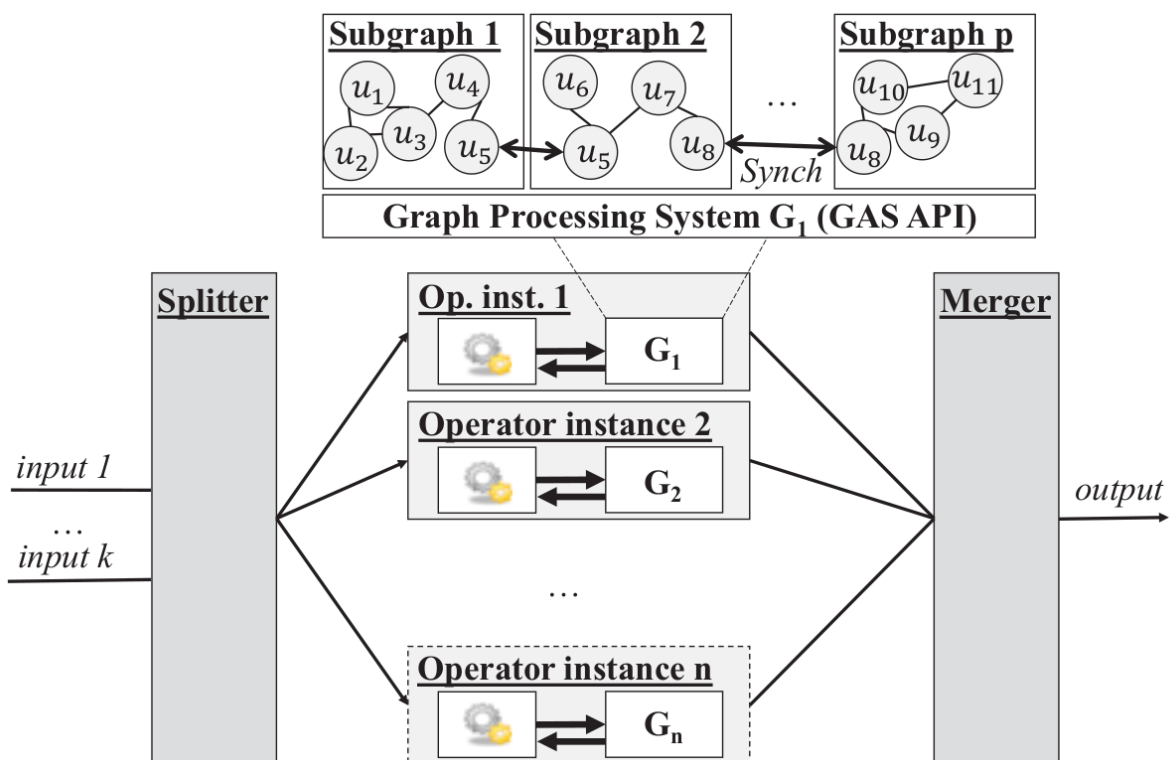 Subgraph 1
Subgraph 2
Subgraph p
u1
u4
u3
u2
u5
u6
u7
u5
u8
...
Synch
u10
u11
u9
u8
Graph Processing System G1 (GAS API)
Splitter
Op. inst. 1
G1
Merger
Operator instance 2
G2
input 1
...
input k
output
...
Operator instance n
Gn